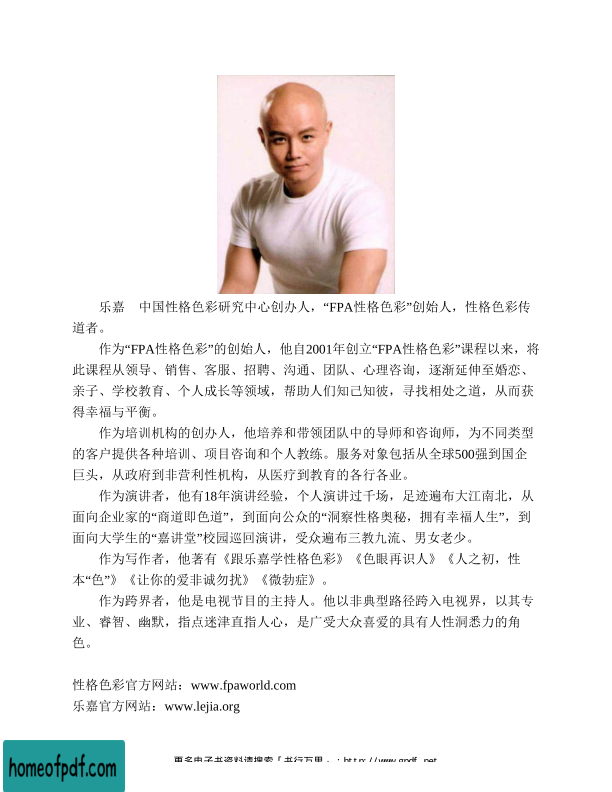 乐嘉　中国性格色彩研究中心创办人，“FPA性格色彩”创始人，性格色彩传
道者。
作为“FPA性格色彩”的创始人，他自2001年创立“FPA性格色彩”课程以来，将
此课程从领导、销售、客服、招聘、沟通、团队、心理咨询，逐渐延伸至婚恋、
亲子、学校教育、个人成长等领域，帮助人们知己知彼，寻找相处之道，从而获
得幸福与平衡。
作为培训机构的创办人，他培养和带领团队中的导师和咨询师，为不同类型
的客户提供各种培训、项目咨询和个人教练。服务对象包括从全球500强到国企
巨头，从政府到非营利性机构，从医疗到教育的各行各业。
作为演讲者，他有18年演讲经验，个人演讲过千场，足迹遍布大江南北，从
面向企业家的“商道即色道”，到面向公众的“洞察性格奥秘，拥有幸福人生”，到
面向大学生的“嘉讲堂”校园巡回演讲，受众遍布三教九流、男女老少。
作为写作者，他著有《跟乐嘉学性格色彩》《色眼再识人》《人之初，性
本“色”》《让你的爱非诚勿扰》《微勃症》。
作为跨界者，他是电视节目的主持人。他以非典型路径跨入电视界，以其专
业、睿智、幽默，指点迷津直指人心，是广受大众喜爱的具有人性洞悉力的角
色。
性格色彩官方网站：www.fpaworld.com
乐嘉官方网站：www.lejia.org
更多电子书资料请搜索「书行万里」：http://www.gpdf.net
homeofpdf.com